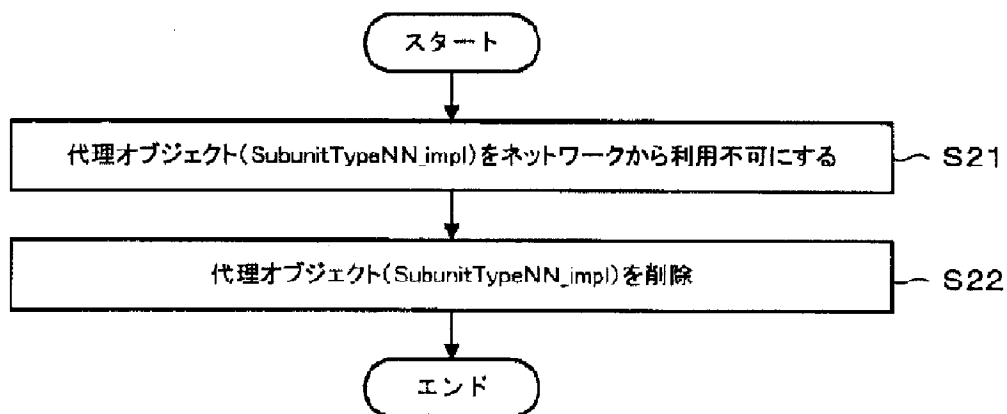 スタート
代理オブジェクト(SubunitTypeNN_impl)をネットワークから利用不可にする
S21
代理オブジェクト(SubunitTypeNN_impl)を削除
S22
エンド